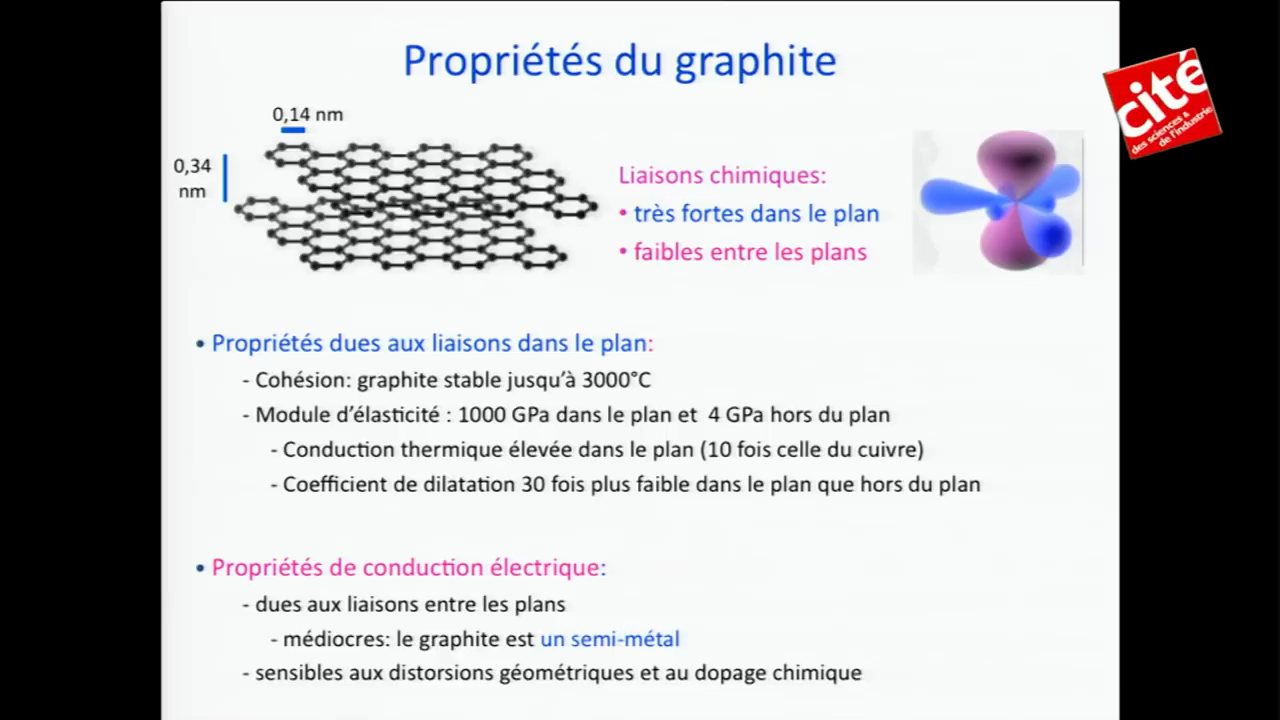 Propriétés du graphite
cité
des sciences &
de l'industrie
0,14 nm
0,34
nm
Liaisons chimiques:
• très fortes dans le plan
• faibles entre les plans
• Propriétés dues aux liaisons dans le plan:
- Cohésion: graphite stable jusqu'à 3000°C
- Module d'élasticité : 1000 GPa dans le plan et 4 GPa hors du plan
- Conduction thermique élevée dans le plan (10 fois celle du cuivre)
- Coefficient de dilatation 30 fois plus faible dans le plan que hors du plan
• Propriétés de conduction électrique:
- dues aux liaisons entre les plans
- médiocres: le graphite est un semi-métal
- sensibles aux distorsions géométriques et au dopage chimique